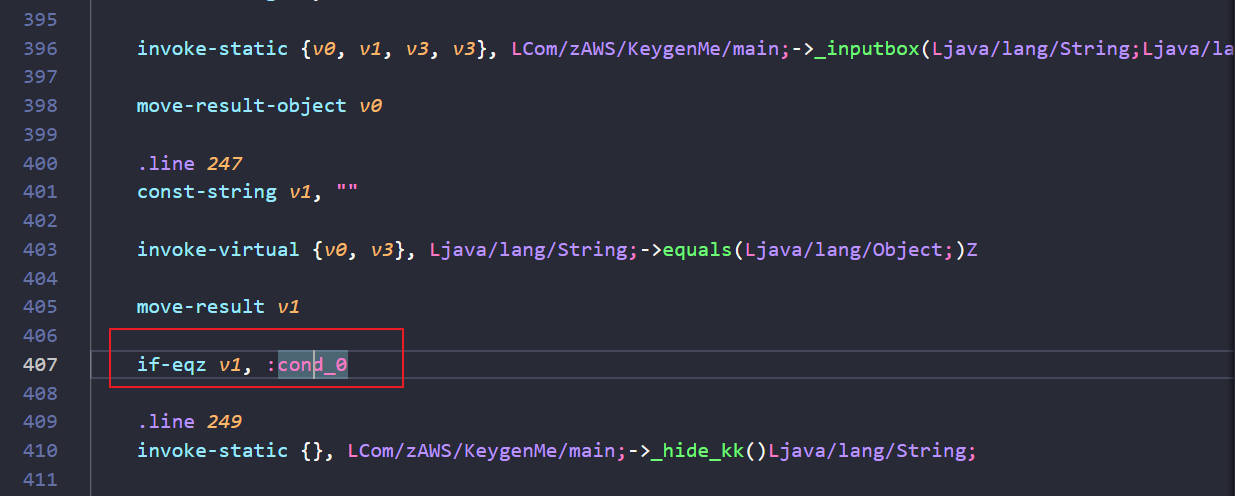 395
396 invoke-static {v0, v1, v3, v3}, LCom/zAWS/KeygenMe/main;->_inputbox(Ljava/lang/String;Ljava/la
397
398 move-result-object v0
399
400 .line 247
401 const-string v1, ""
402
403 invoke-virtual {v0, v3}, Ljava/lang/String;->equals(Ljava/lang/Object;)Z
404
405 move-result v1
406
407 if-eqz v1, :cond_0
408
409 .line 249
410 invoke-static {}, LCom/zAWS/KeygenMe/main;->_hide_kk()Ljava/lang/String;
411